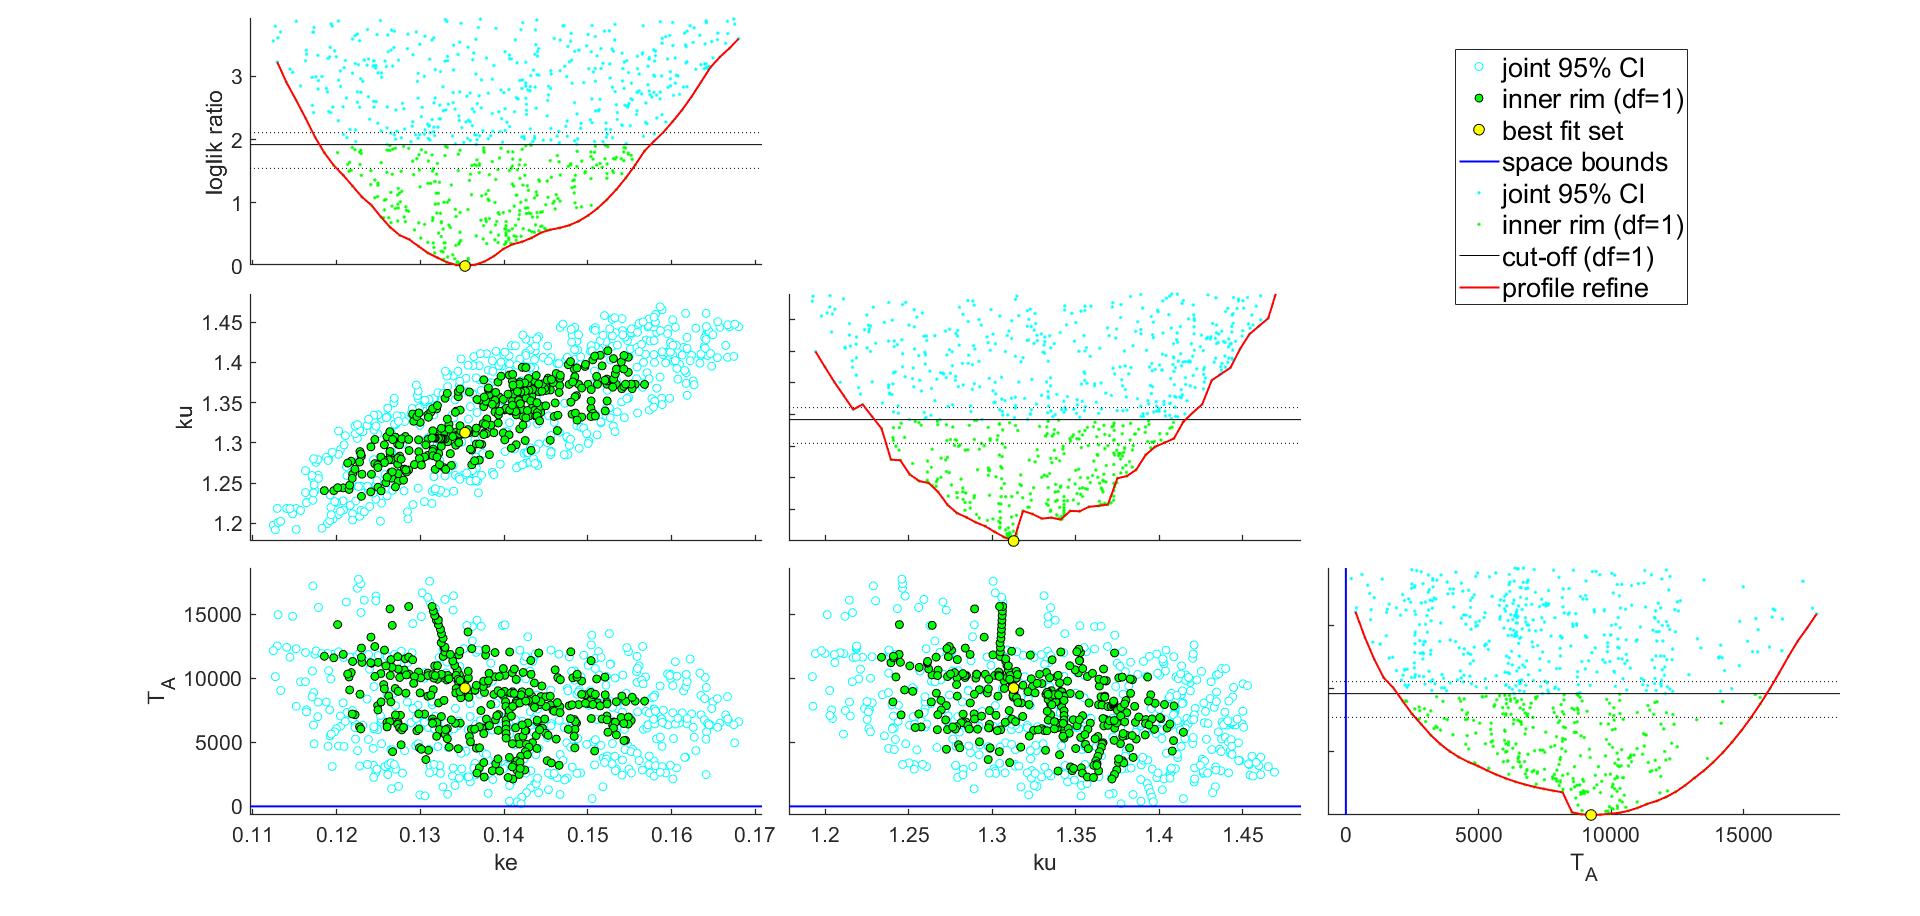 3
2
1
0
loglik ratio
joint 95% CI
inner rim (df=1)
best fit set
space bounds
joint 95% CI
inner rim (df=1)
cut-off (df=1)
profile refine
1.45
1.4
1.35
1.3
1.25
1.2
ku
15000
10000
5000
0
T_A
0.11 0.12 0.13 0.14 0.15 0.16 0.17
ke
1.2 1.25 1.3 1.35 1.4 1.45
ku
0 5000 10000 15000
T_A